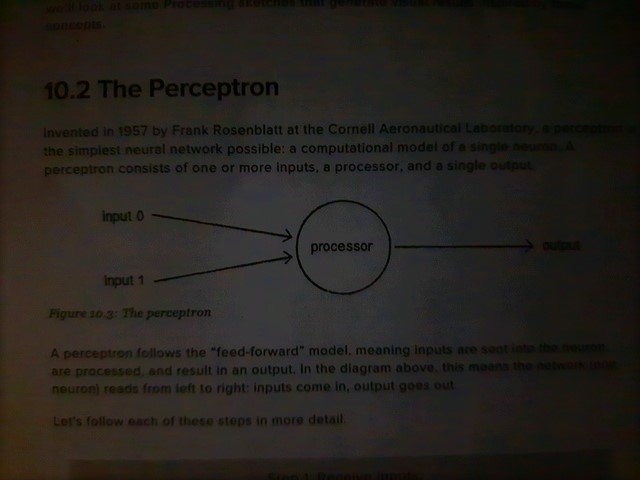 we'll look at some Processing sketches that generate visual results
concepts.
10.2 The Perceptron
Invented in 1957 by Frank Rosenblatt at the Cornell Aeronautical Laboratory, a perceptron
the simplest neural network possible: a computational model of a single neuron. A
perceptron consists of one or more inputs, a processor, and a single output.
input 0
processor
output
input 1
Figure 10.3: The perceptron
A perceptron follows the "feed-forward" model, meaning inputs are sent into the neuron,
are processed, and result in an output. In the diagram above, this means the network (one
neuron) reads from left to right: inputs come in, output goes out.
Let's follow each of these steps in more detail.
Step 1: Receive inputs